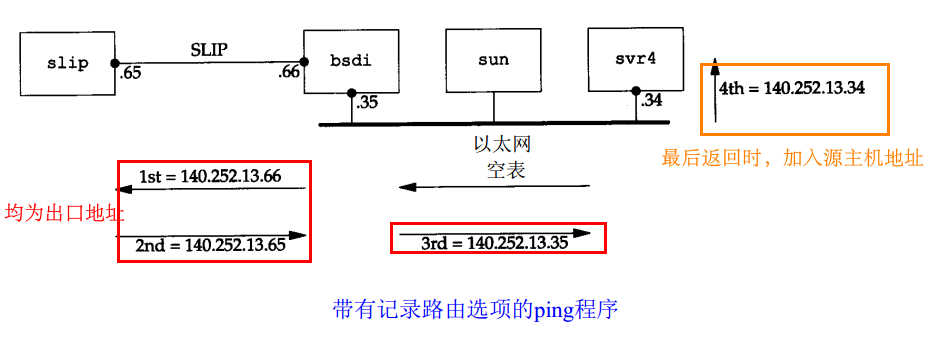 SLIP
slip
bsdi
sun
svr4
.65
.66
.35
.34
4th = 140.252.13.34
以太网
最后返回时，加入源主机地址
空表
1st = 140.252.13.66
均为出口地址
2nd = 140.252.13.65
3rd = 140.252.13.35
带有记录路由选项的ping程序